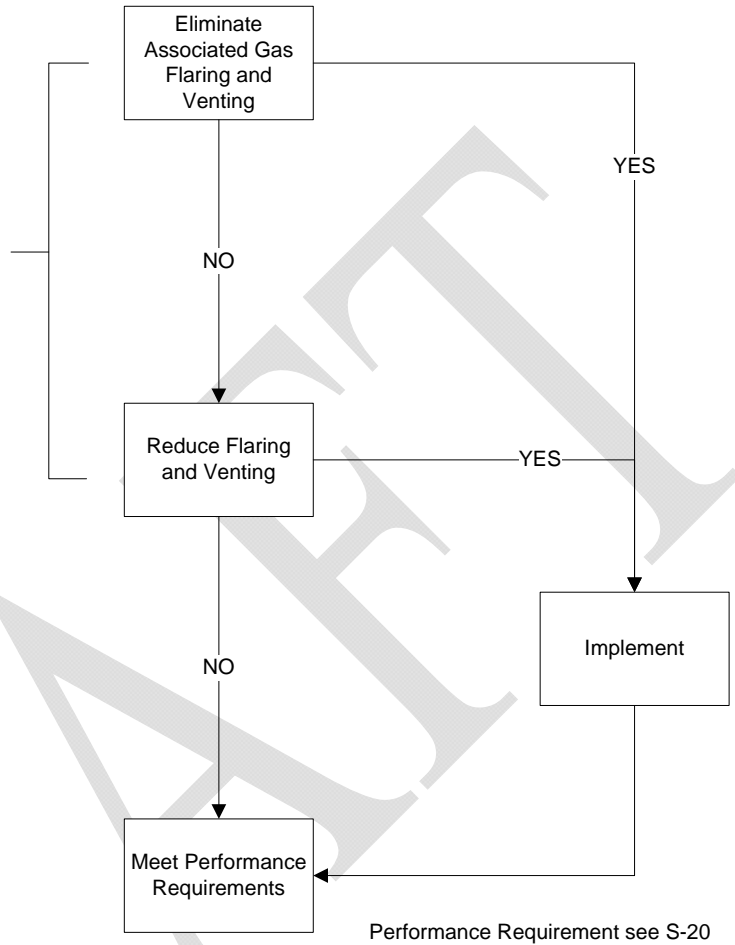 Eliminate
Associated Gas
Flaring and
Venting
YES
NO
Reduce Flaring
and Venting
YES
Implement
NO
Meet Performance
Requirements
Performance Requirement see S-20
AFT